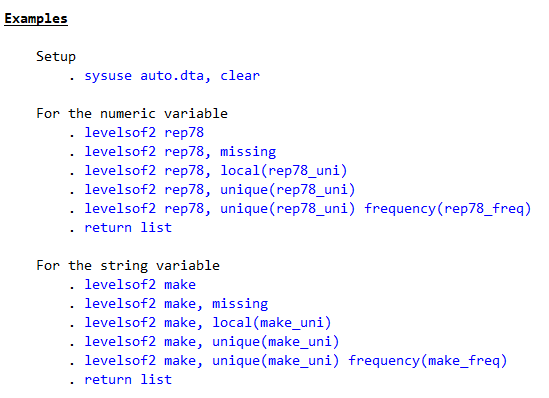 Examples
Setup
. sysuse auto.dta, clear
For the numeric variable
. levelsof2 rep78
. levelsof2 rep78, missing
. levelsof2 rep78, local(rep78_uni)
. levelsof2 rep78, unique(rep78_uni)
. levelsof2 rep78, unique(rep78_uni) frequency(rep78_freq)
. return list
For the string variable
. levelsof2 make
. levelsof2 make, missing
. levelsof2 make, local(make_uni)
. levelsof2 make, unique(make_uni)
. levelsof2 make, unique(make_uni) frequency(make_freq)
. return list